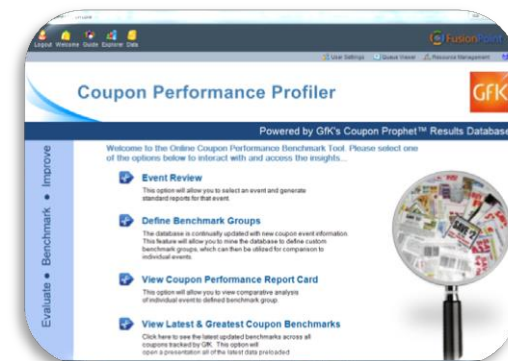 Logout Welcome Guide Explorer Data
FusionPoint
User Settings Queue Viewer Resource Management
Coupon Performance Profiler
GfK
Powered by GfK's Coupon Prophet™ Results Database
Evaluate • Benchmark • Improve
Welcome to the Online Coupon Performance Benchmark Tool. Please select one
of the options below to interact with and access the insights...
Event Review
This option will allow you to select an event and generate
standard reports for that event.
Define Benchmark Groups
The database is continually updated with new coupon event information.
This feature will allow you to mine the database to define custom
benchmark groups, which can then be utilized for comparison to
individual events.
View Coupon Performance Report Card
This option will allow you to view comparative analysis
of individual event to defined benchmark group.
View Latest & Greatest Coupon Benchmarks
Click here to see the latest updated benchmarks across all
coupons tracked by GfK. This option will
open a presentation all of the latest data preloaded